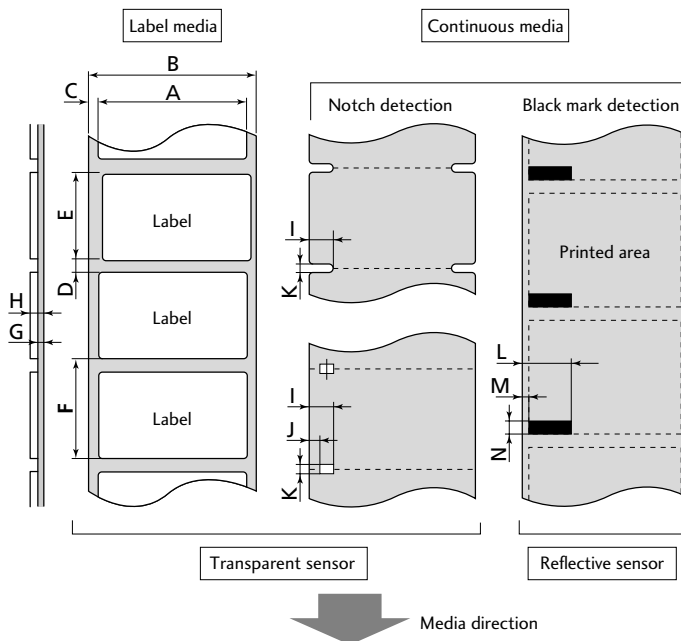 Label media
Continuous media
B
C
A
Notch detection
Black mark detection
E
Label
I
Printed area
D
K
H
Label
G
L
F
I
M
Label
J
N
K
Transparent sensor
Reflective sensor
Media direction